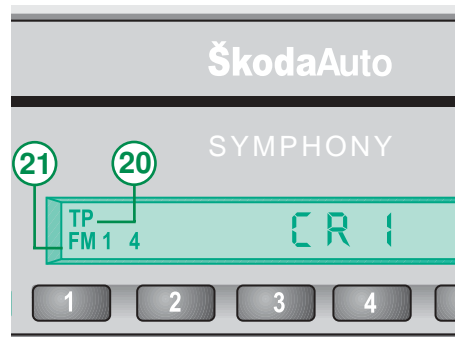 ŠkodaAuto
SYMPHONY
21 20
TP
FM 1 4 CR 1
1 2 3 4